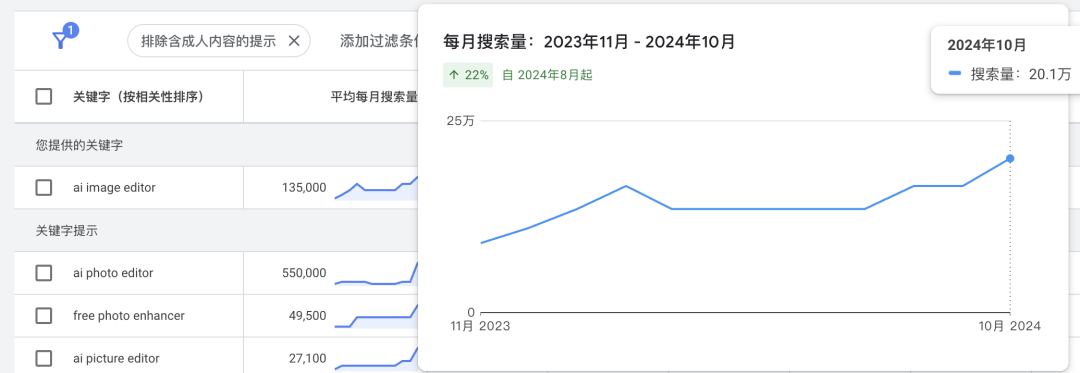 1
排除含成人内容的提示
添加过滤条
关键字（按相关性排序）
平均每月搜索量
您提供的关键字
ai image editor
135,000
关键字提示
ai photo editor
550,000
free photo enhancer
49,500
ai picture editor
27,100
每月搜索量：2023年11月 - 2024年10月
22% 自 2024年8月起
2024年10月
搜索量：20.1万
25万
0
11月 2023
10月 2024